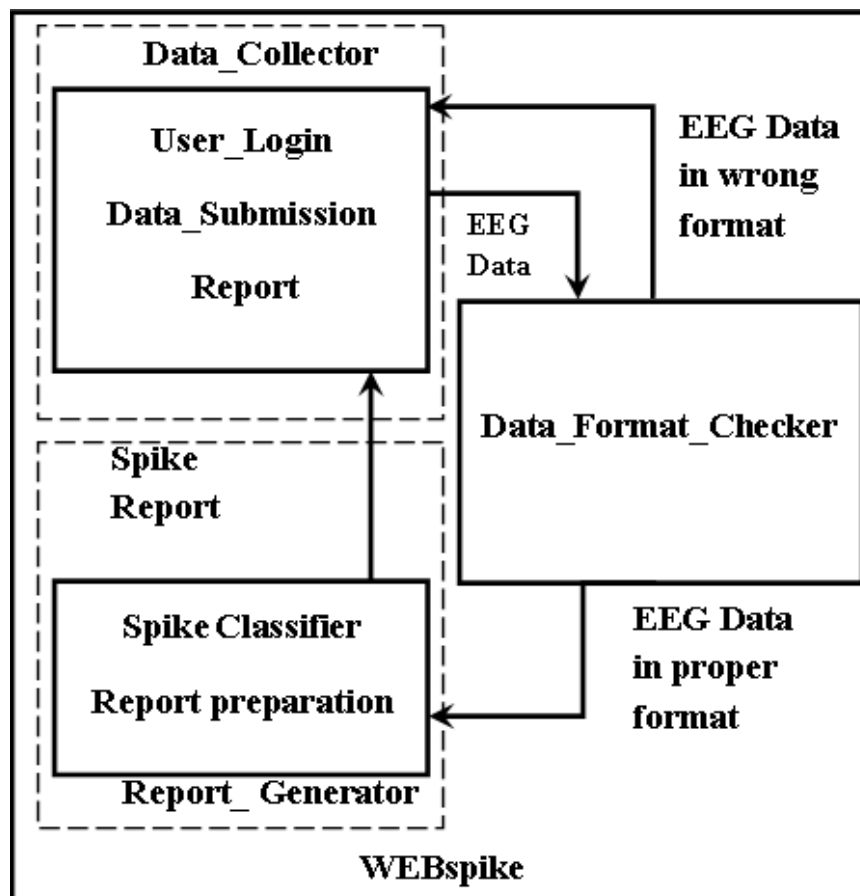 Data_Collector
User_Login
Data_Submission
Report
EEG
Data
EEG Data
in wrong
format
Data_Format_Checker
Spike
Report
Spike Classifier
Report preparation
Report_ Generator
EEG Data
in proper
format
WEBspike